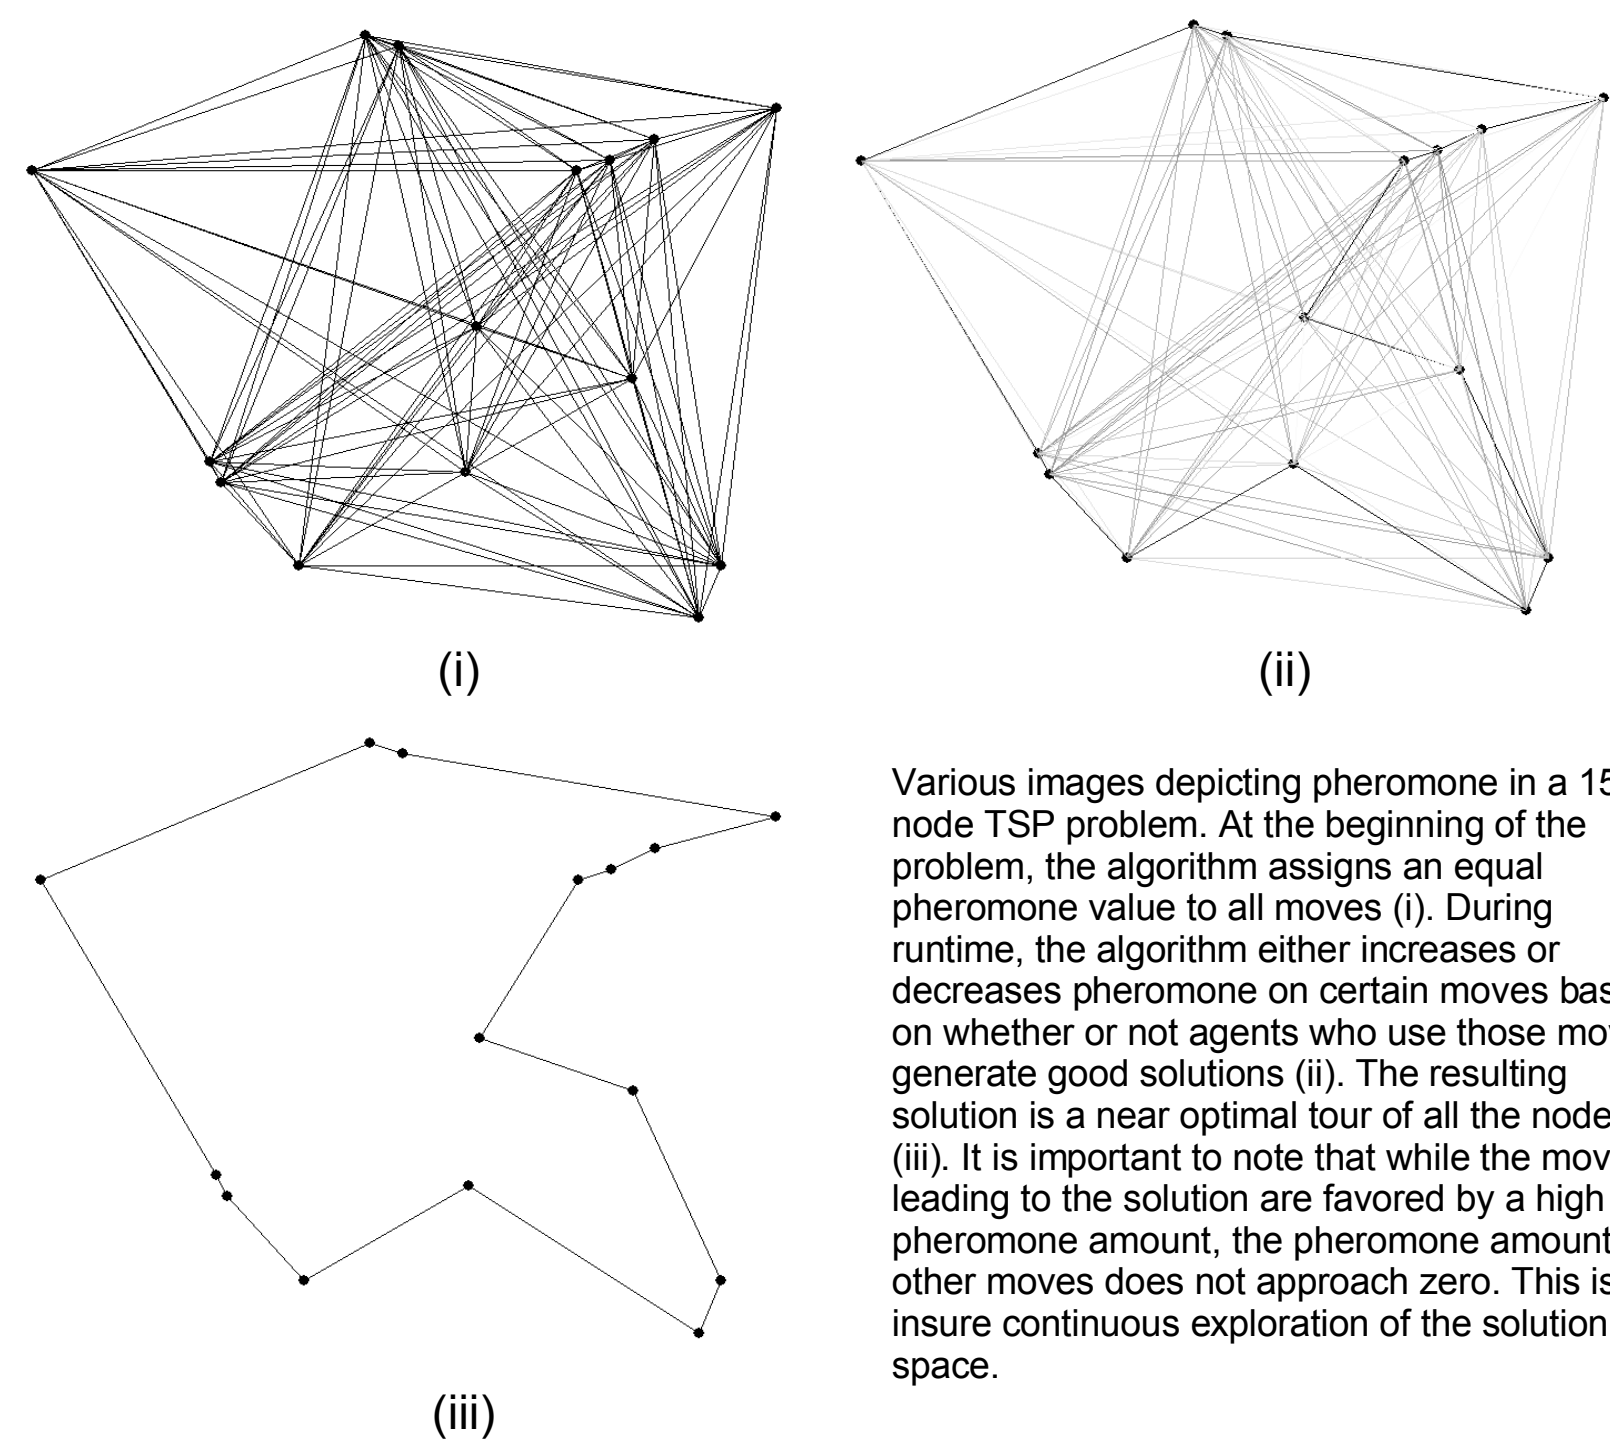 (i)
(ii)
Various images depicting pheromone in a 15
node TSP problem. At the beginning of the
problem, the algorithm assigns an equal
pheromone value to all moves (i). During
runtime, the algorithm either increases or
decreases pheromone on certain moves bas
on whether or not agents who use those mo
generate good solutions (ii). The resulting
solution is a near optimal tour of all the node
(iii). It is important to note that while the mov
leading to the solution are favored by a high
pheromone amount, the pheromone amount
other moves does not approach zero. This is
insure continuous exploration of the solution
space.
(iii)